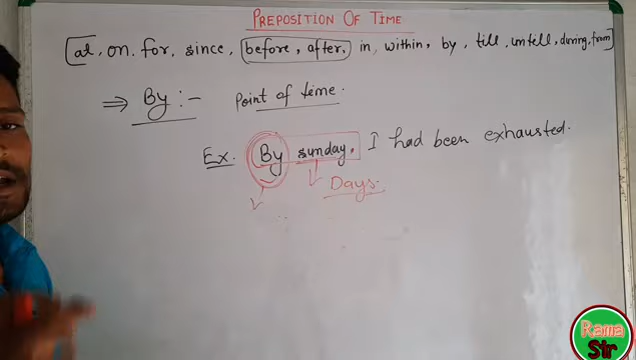 PREPOSITION OF TIME
[at, on, for, since, before, after, in, within, by, till, untell, during, from]
⇒ By :- Point of time.
Ex. By sunday, I had been exhausted.
Days.
Rama
Sir